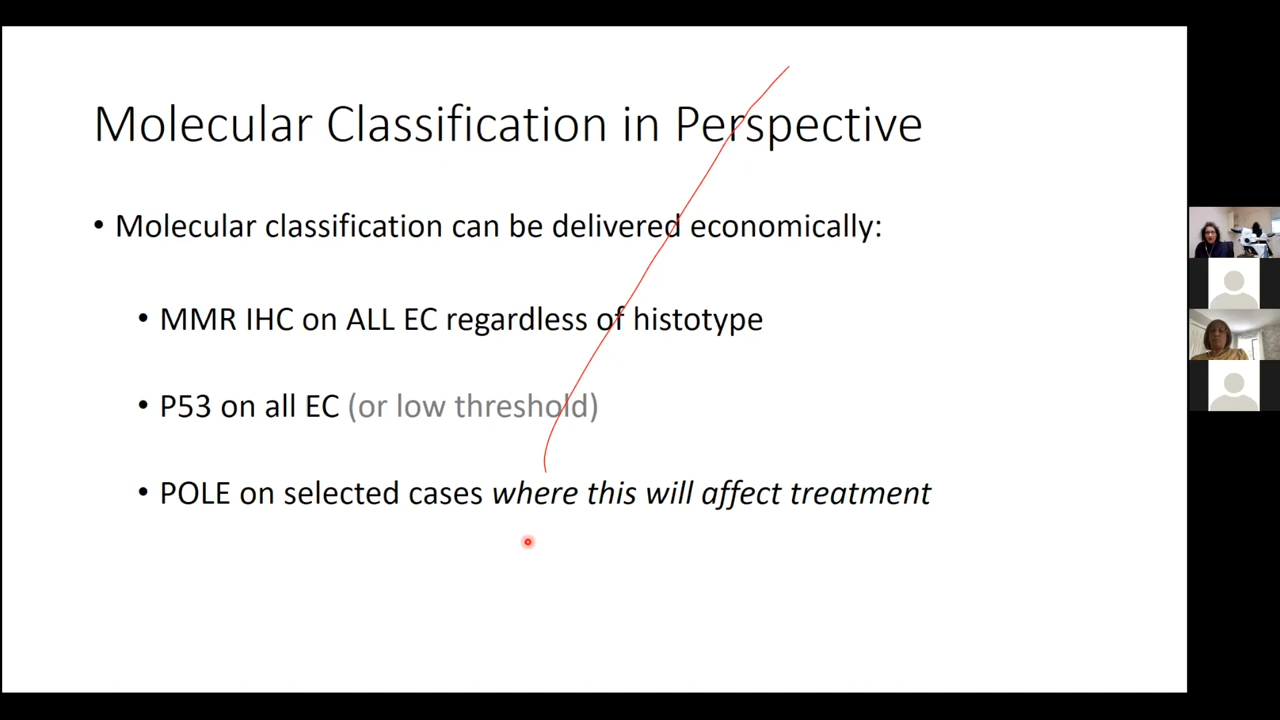 Molecular Classification in Perspective
• Molecular classification can be delivered economically:
• MMR IHC on ALL EC regardless of histotype
• P53 on all EC (or low threshold)
• POLE on selected cases where this will affect treatment